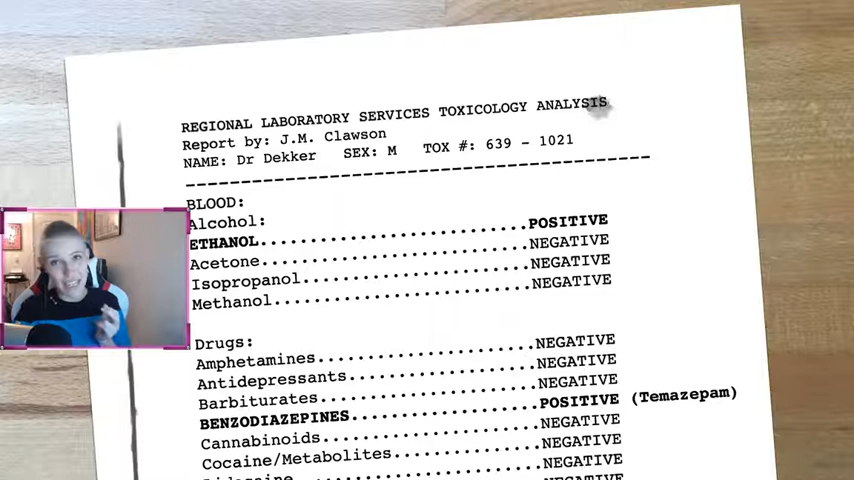 REGIONAL LABORATORY SERVICES TOXICOLOGY ANALYSIS
Report by: J.M. Clawson
NAME: Dr Dekker SEX: M TOX #: 639 - 1021
--------------------------------------------------
BLOOD:
Alcohol:
ETHANOL............................POSITIVE
Acetone............................NEGATIVE
Isopropanol........................NEGATIVE
Methanol...........................NEGATIVE
Drugs:
Amphetamines.......................NEGATIVE
Antidepressants....................NEGATIVE
Barbiturates.......................NEGATIVE
BENZODIAZEPINES....................POSITIVE (Temazepam)
Cannabinoids.......................NEGATIVE
Cocaine/Metabolites................NEGATIVE
NEGATIVE